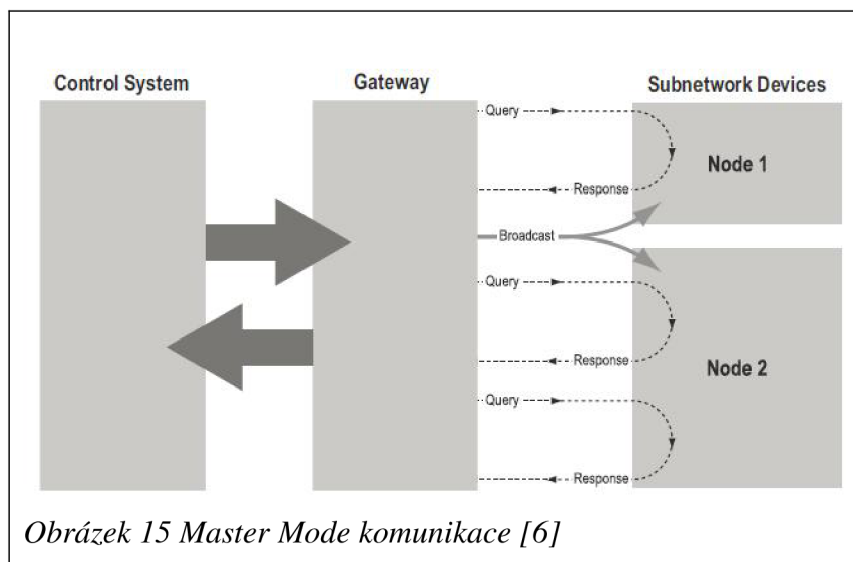 Control System
Gateway
Subnetwork Devices
Query
Node 1
Response
Broadcast
Query
Response
Node 2
Query
Response
Obrázek 15 Master Mode komunikace [6]